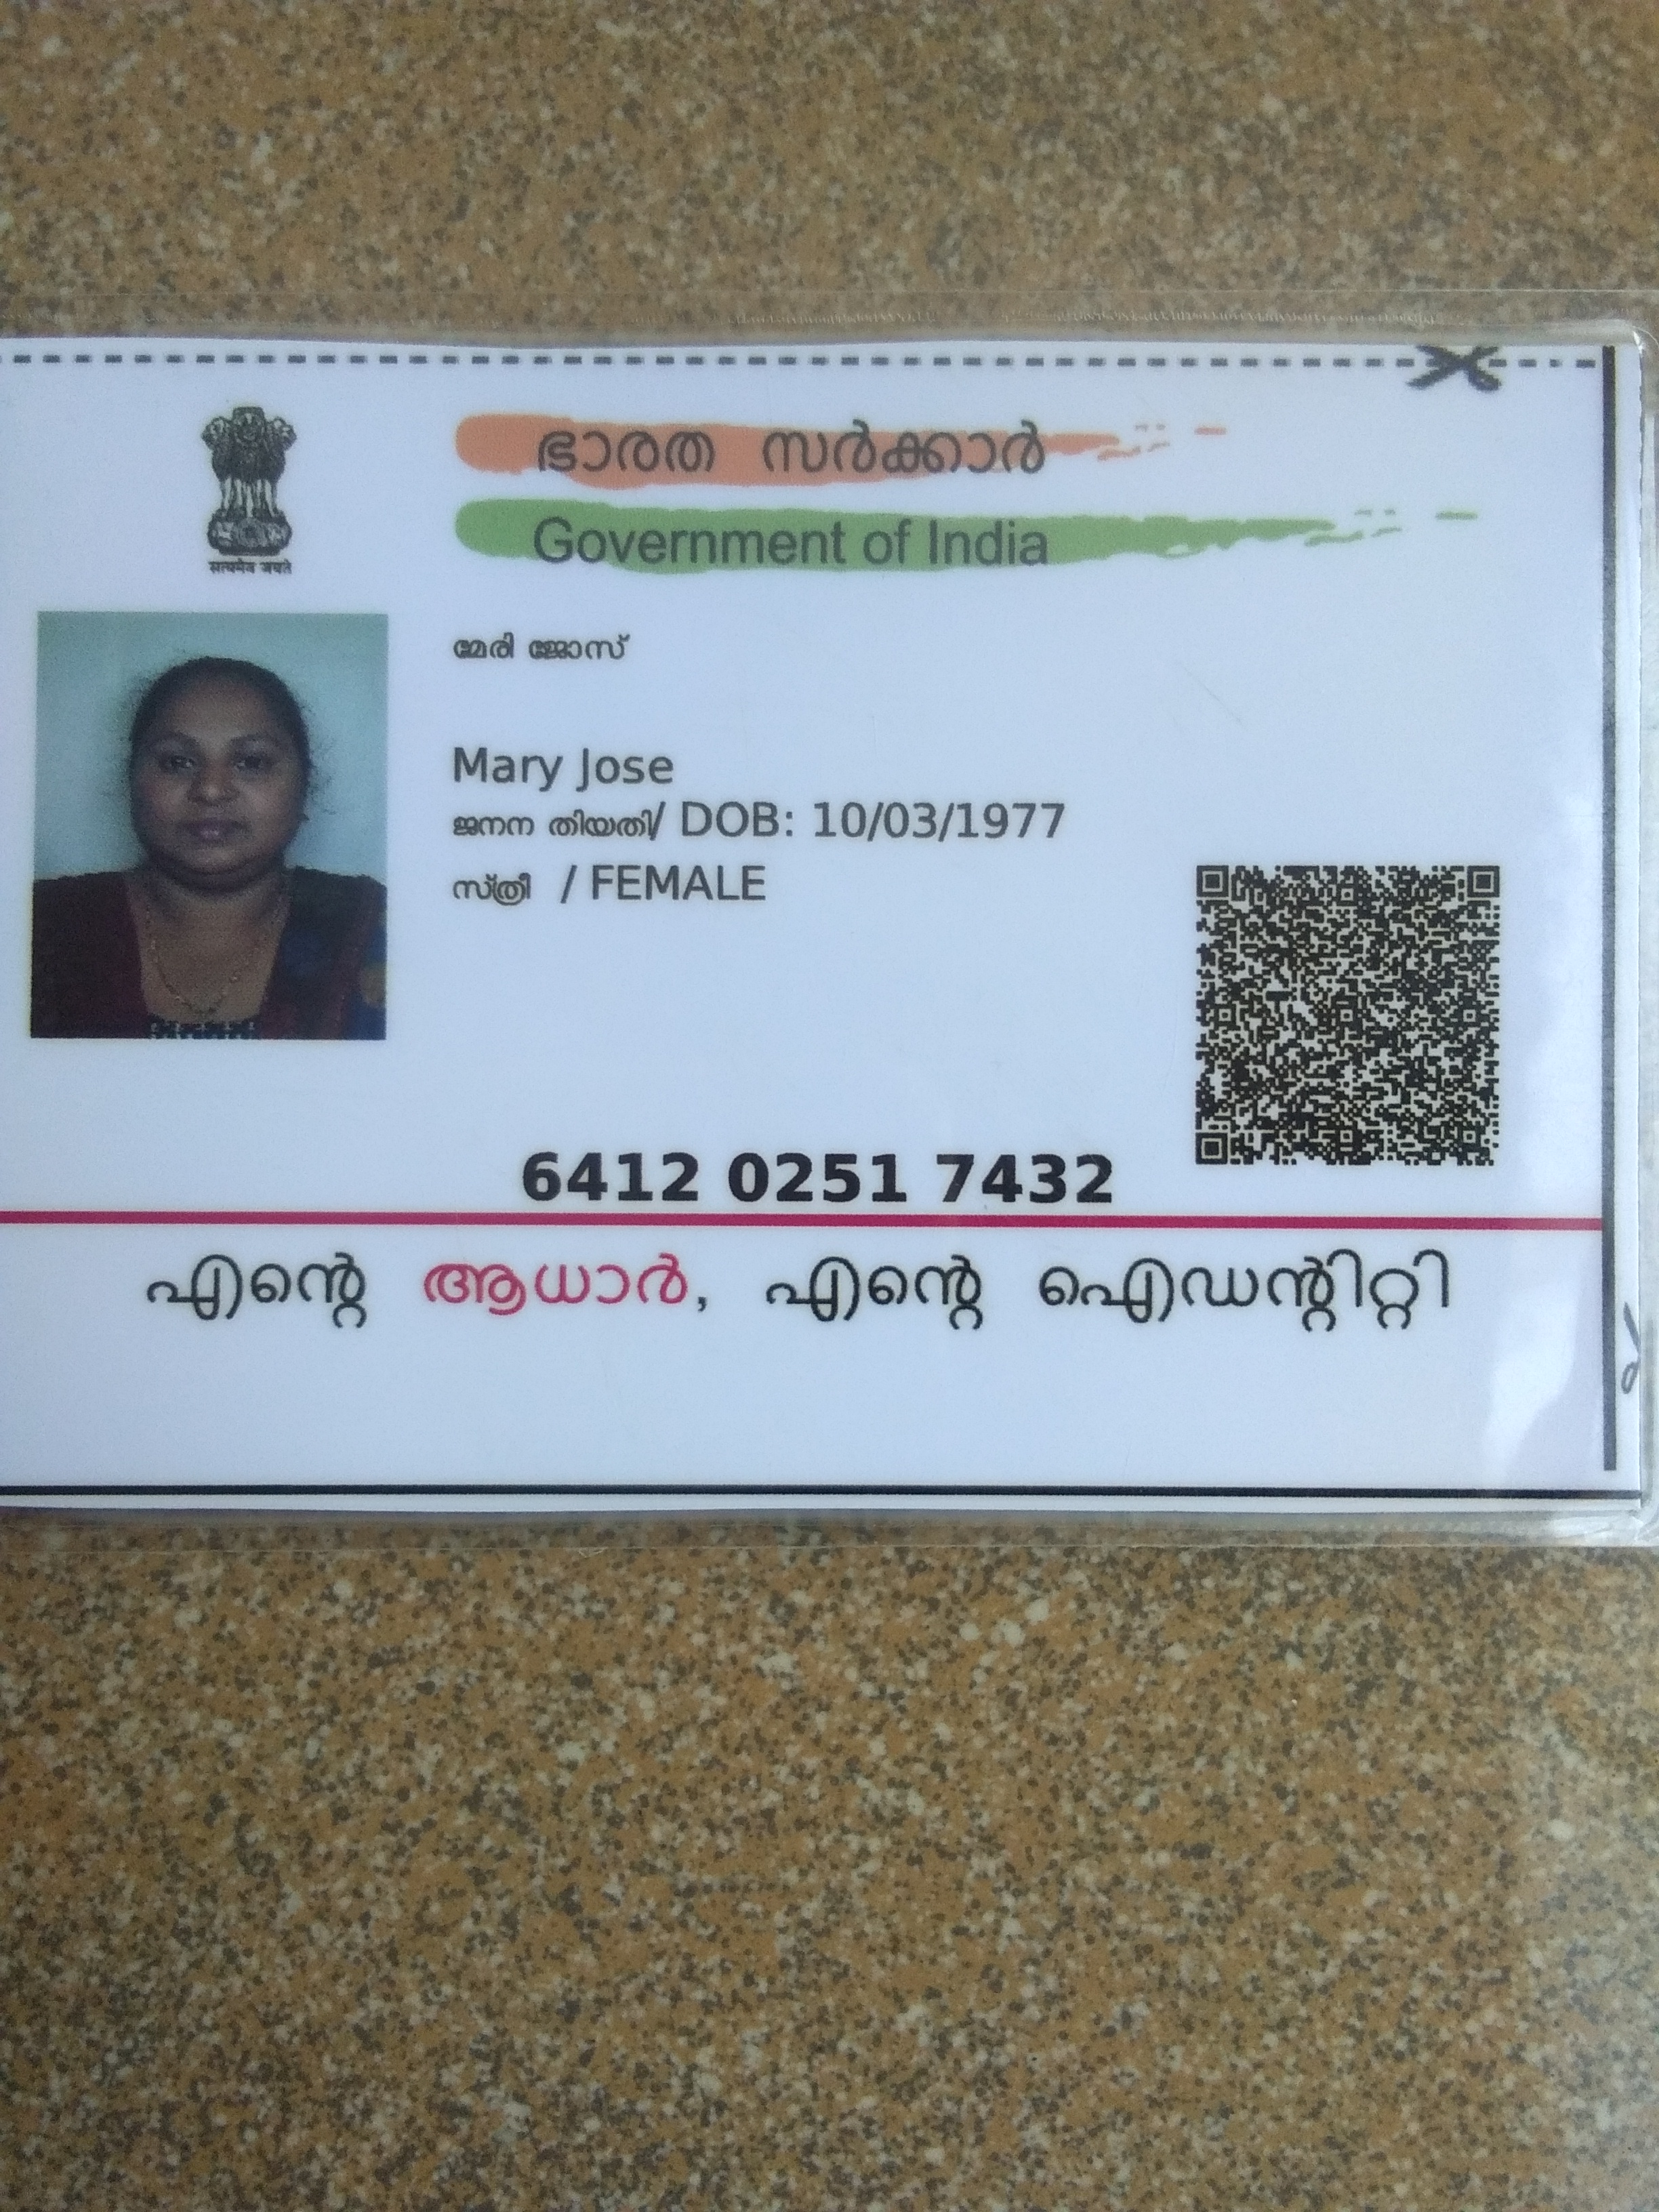 ഭാരത സർക്കാർ
Government of India
सत्यमेव जयते
മേരി ജോസ്
Mary Jose
ജനന തിയതി/ DOB: 10/03/1977
സ്ത്രീ / FEMALE
6412 0251 7432
എന്റെ ആധാർ, എന്റെ ഐഡന്റിറ്റി